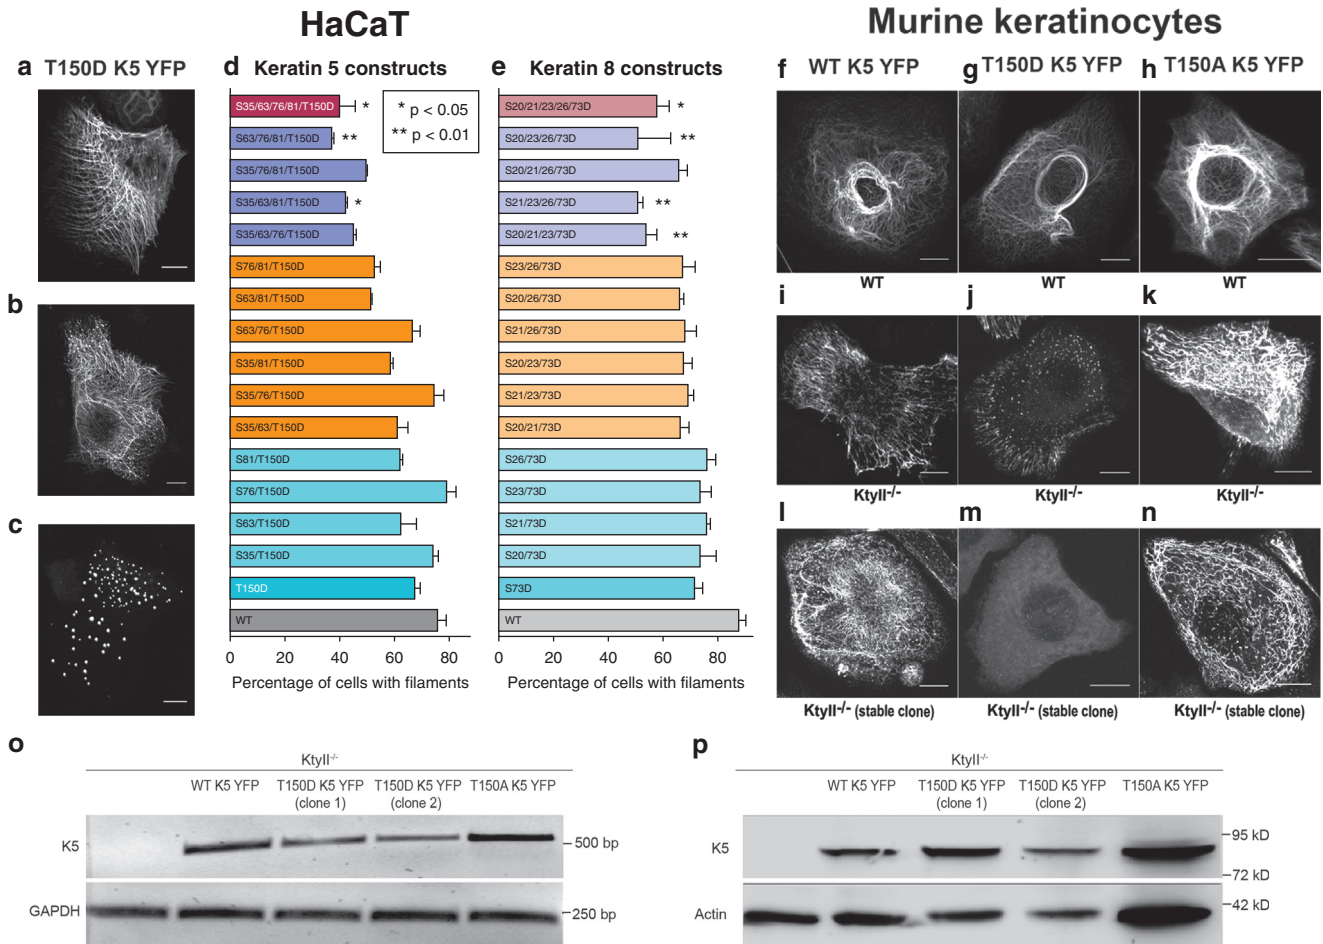 HaCaT
Murine keratinocytes
a T150D K5 YFP
b
c
d Keratin 5 constructs
S35/63/76/81/T150D *
S63/76/81/T150D **
S35/76/81/T150D
S35/63/81/T150D *
S35/63/76/T150D
S76/81/T150D
S63/81/T150D
S63/76/T150D
S35/81/T150D
S35/76/T150D
S35/63/T150D
S81/T150D
S76/T150D
S63/T150D
S35/T150D
T150D
WT
0 20 40 60 80
Percentage of cells with filaments
* p < 0.05
** p < 0.01
e Keratin 8 constructs
S20/21/23/26/73D *
S20/23/26/73D **
S20/21/26/73D
S21/23/26/73D **
S20/21/23/73D **
S23/26/73D
S20/26/73D
S21/26/73D
S20/23/73D
S21/23/73D
S20/21/73D
S26/73D
S23/73D
S21/73D
S20/73D
S73D
WT
0 20 40 60 80
Percentage of cells with filaments
f WT K5 YFP g T150D K5 YFP h T150A K5 YFP
WT WT WT
i j k
KtyII-/- KtyII-/- KtyII-/-
l m n
KtyII-/- (stable clone) KtyII-/- (stable clone) KtyII-/- (stable clone)
o
KtyII-/-
WT K5 YFP T150D K5 YFP T150D K5 YFP T150A K5 YFP
(clone 1) (clone 2)
K5 500 bp
GAPDH 250 bp
p
KtyII-/-
WT K5 YFP T150D K5 YFP T150D K5 YFP T150A K5 YFP
(clone 1) (clone 2)
95 kD
K5
72 kD
42 kD
Actin